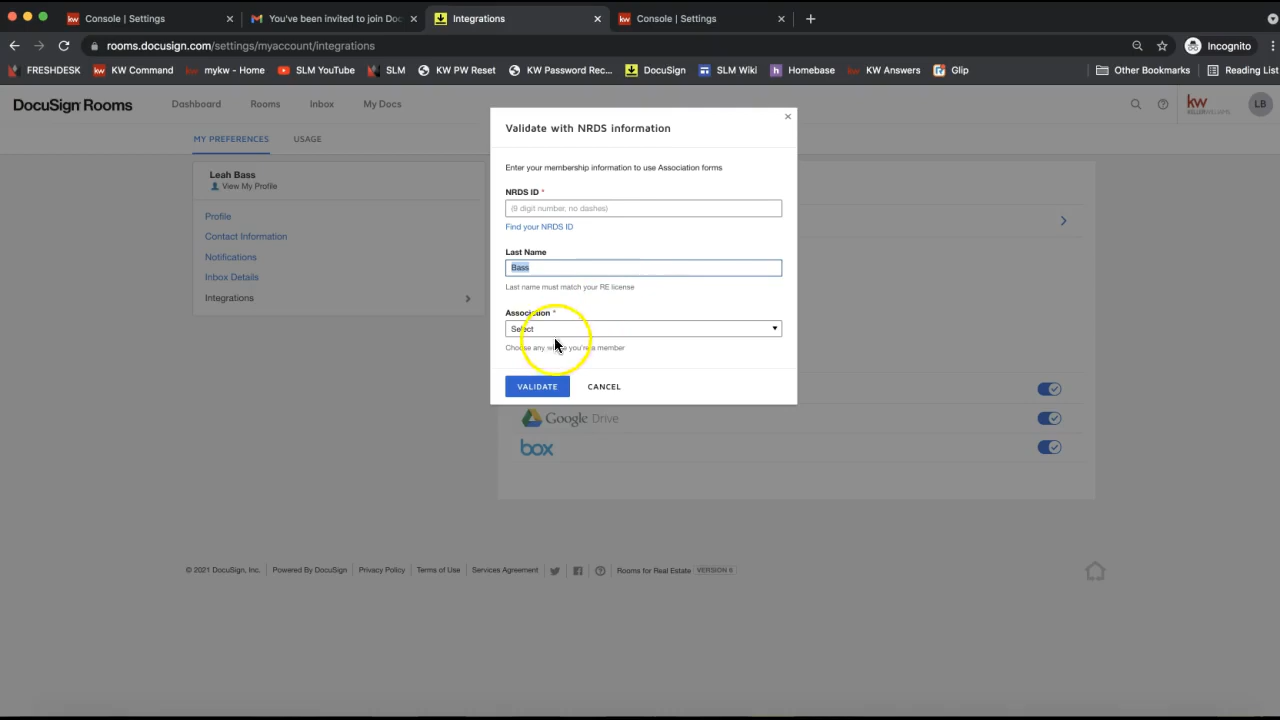 Console | Settings
You've been invited to join Doc
Integrations
Console | Settings
rooms.docusign.com/settings/myaccount/integrations
Incognito
FRESHDESK
KW Command
mykw - Home
SLM YouTube
SLM
KW PW Reset
KW Password Rec...
DocuSign
SLM Wiki
Homebase
KW Answers
Glip
Other Bookmarks
Reading List
DocuSign Rooms
Dashboard
Rooms
Inbox
My Docs
kw
KELLERWILLIAMS.
LB
MY PREFERENCES
USAGE
Leah Bass
View My Profile
Profile
Contact Information
Notifications
Inbox Details
Integrations
Validate with NRDS information
Enter your membership information to use Association forms
NRDS ID *
(9 digit number, no dashes)
Find your NRDS ID
Last Name
Bass
Last name must match your RE license
Association *
Select
Choose any where you're a member
VALIDATE
CANCEL
Google Drive
box
© 2021 DocuSign, Inc.
Powered By DocuSign
Privacy Policy
Terms of Use
Services Agreement
Rooms for Real Estate
VERSION 6